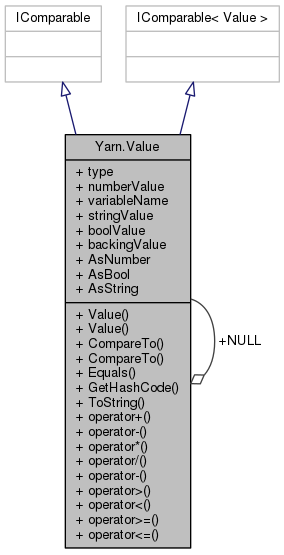 IComparable
IComparable< Value >
Yarn.Value
+ type
+ numberValue
+ variableName
+ stringValue
+ boolValue
+ backingValue
+ AsNumber
+ AsBool
+ AsString
+ Value()
+ Value()
+ CompareTo()
+ CompareTo()
+ Equals()
+ GetHashCode()
+ ToString()
+ operator+()
+ operator-()
+ operator*()
+ operator/()
+ operator-()
+ operator>()
+ operator<()
+ operator>=()
+ operator<=()
+NULL